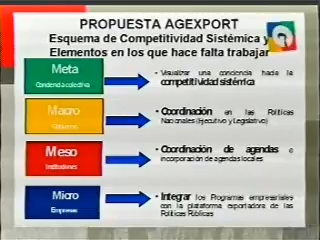 PROPUESTA AGEXPORT
Esquema de Competitividad Sistémica y
Elementos en los que hace falta trabajar
Meta
Conciencia colectiva
• Visualizar una conciencia hacia la
competitividad sistémica
Macro
• Coordinación en las Políticas
Nacionales (Ejecutivo y Legislativo)
Meso
Instituciones
• Coordinación de agendas e
incorporación de agendas locales
Micro
Empresas
• Integrar los Programas empresariales
con la plataforma exportadora de las
Políticas Públicas